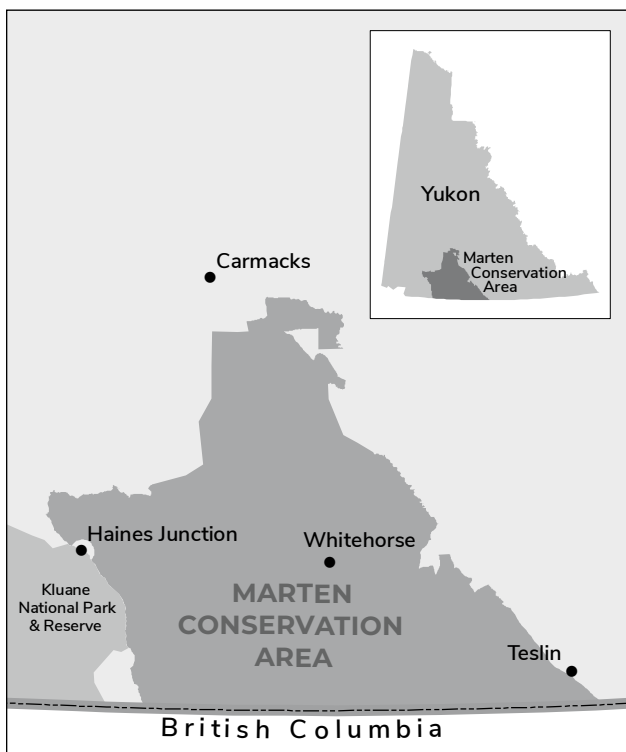 Yukon
Marten
Conservation
Area
Carmacks
Haines Junction
Whitehorse
Kluane
National Park
& Reserve
MARTEN
CONSERVATION
AREA
Teslin
British Columbia